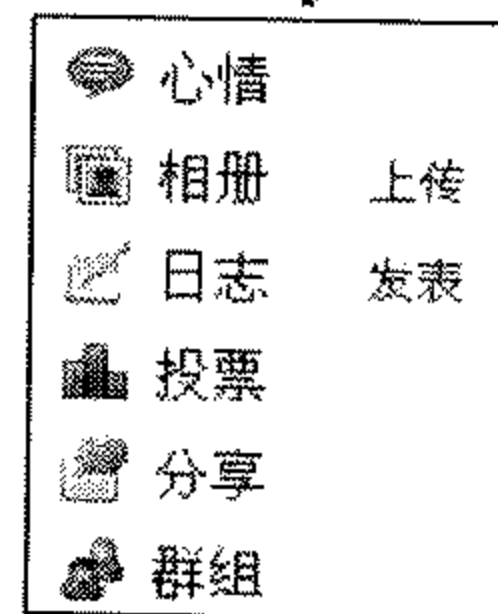 心情
相册 上传
日志 发表
投票
分享
群组